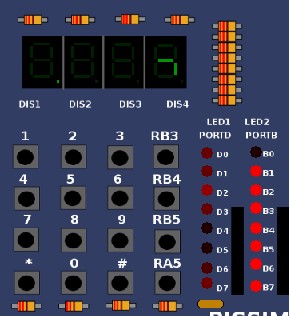 DIS1 DIS2 DIS3 DIS4
LED1 LED2
PORTD PORTB
1 2 3 RB3
4 5 6 RB4
7 8 9 RB5
* 0 # RA5
D0 B0
D1 B1
D2 B2
D3 B3
D4 B4
D5 B5
D6 B6
D7 B7